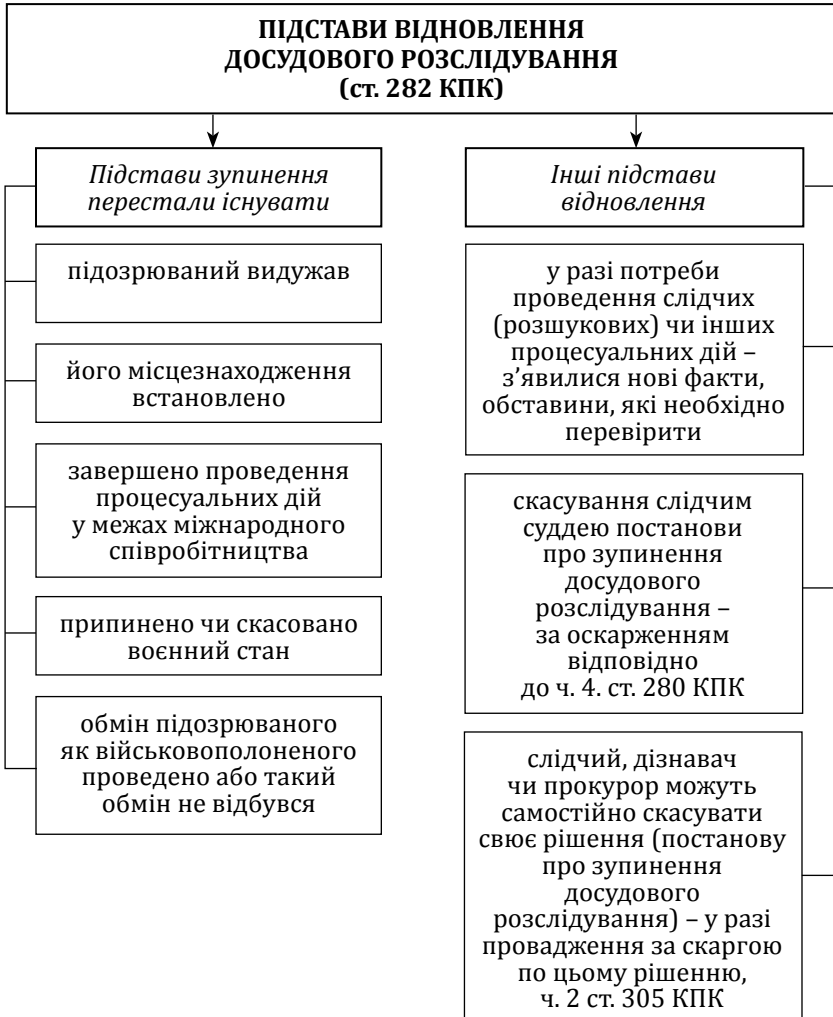 ПІДСТАВИ ВІДНОВЛЕННЯ
ДОСУДОВОГО РОЗСЛІДУВАННЯ
(ст. 282 КПК)
Підстави зупинення
перестали існувати
підозрюваний видужав
його місцезнаходження
встановлено
завершено проведення
процесуальних дій
у межах міжнародного
співробітництва
припинено чи скасовано
воєнний стан
обмін підозрюваного
як військовополоненого
проведено або такий
обмін не відбувся
Інші підстави
відновлення
у разі потреби
проведення слідчих
(розшукових) чи інших
процесуальних дій –
з’явилися нові факти,
обставини, які необхідно
перевірити
скасування слідчим
суддею постанови
про зупинення
досудового
розслідування –
за оскарженням
відповідно
до ч. 4. ст. 280 КПК
слідчий, дізнавач
чи прокурор можуть
самостійно скасувати
свює рішення (постанову
про зупинення
досудового
розслідування) – у разі
провадження за скаргою
по цьому рішенню,
ч. 2 ст. 305 КПК